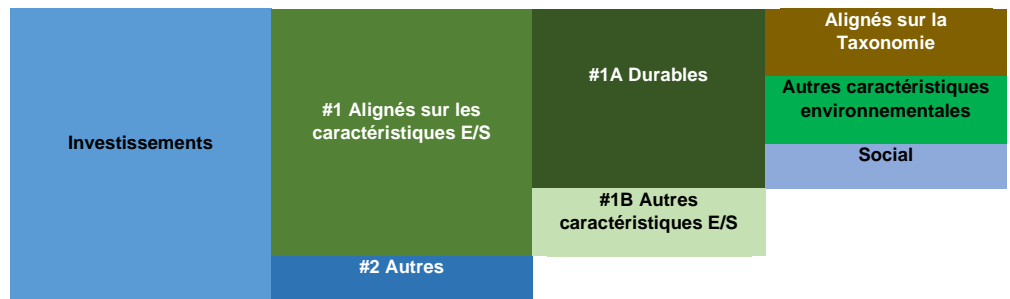 Investissements
#1 Alignés sur les
caractéristiques E/S
#2 Autres
#1A Durables
#1B Autres
caractéristiques E/S
Alignés sur la
Taxonomie
Autres caractéristiques
environnementales
Social